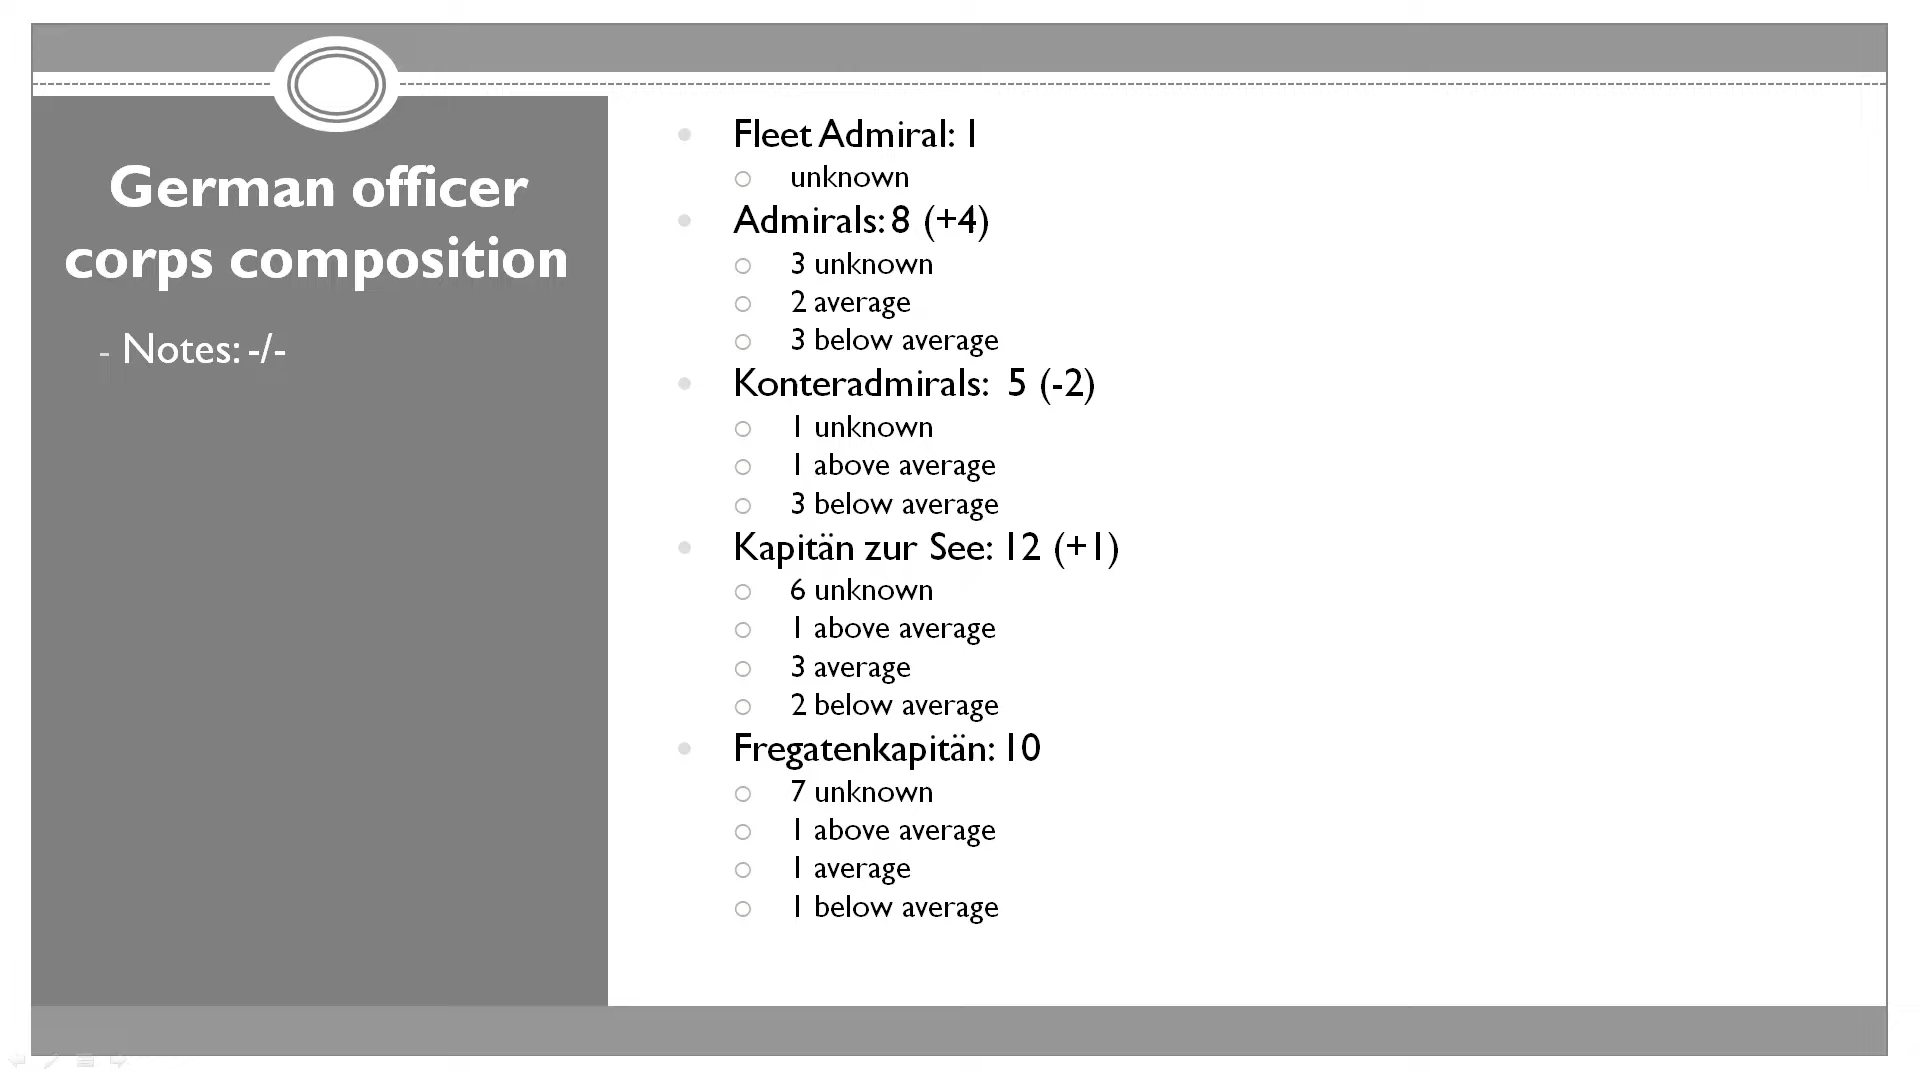 German officer
corps composition
- Notes: -/-
Fleet Admiral: 1
unknown
Admirals: 8 (+4)
3 unknown
2 average
3 below average
Konteradmirals: 5 (-2)
1 unknown
1 above average
3 below average
Kapitän zur See: 12 (+1)
6 unknown
1 above average
3 average
2 below average
Fregatenkapitän: 10
7 unknown
1 above average
1 average
1 below average